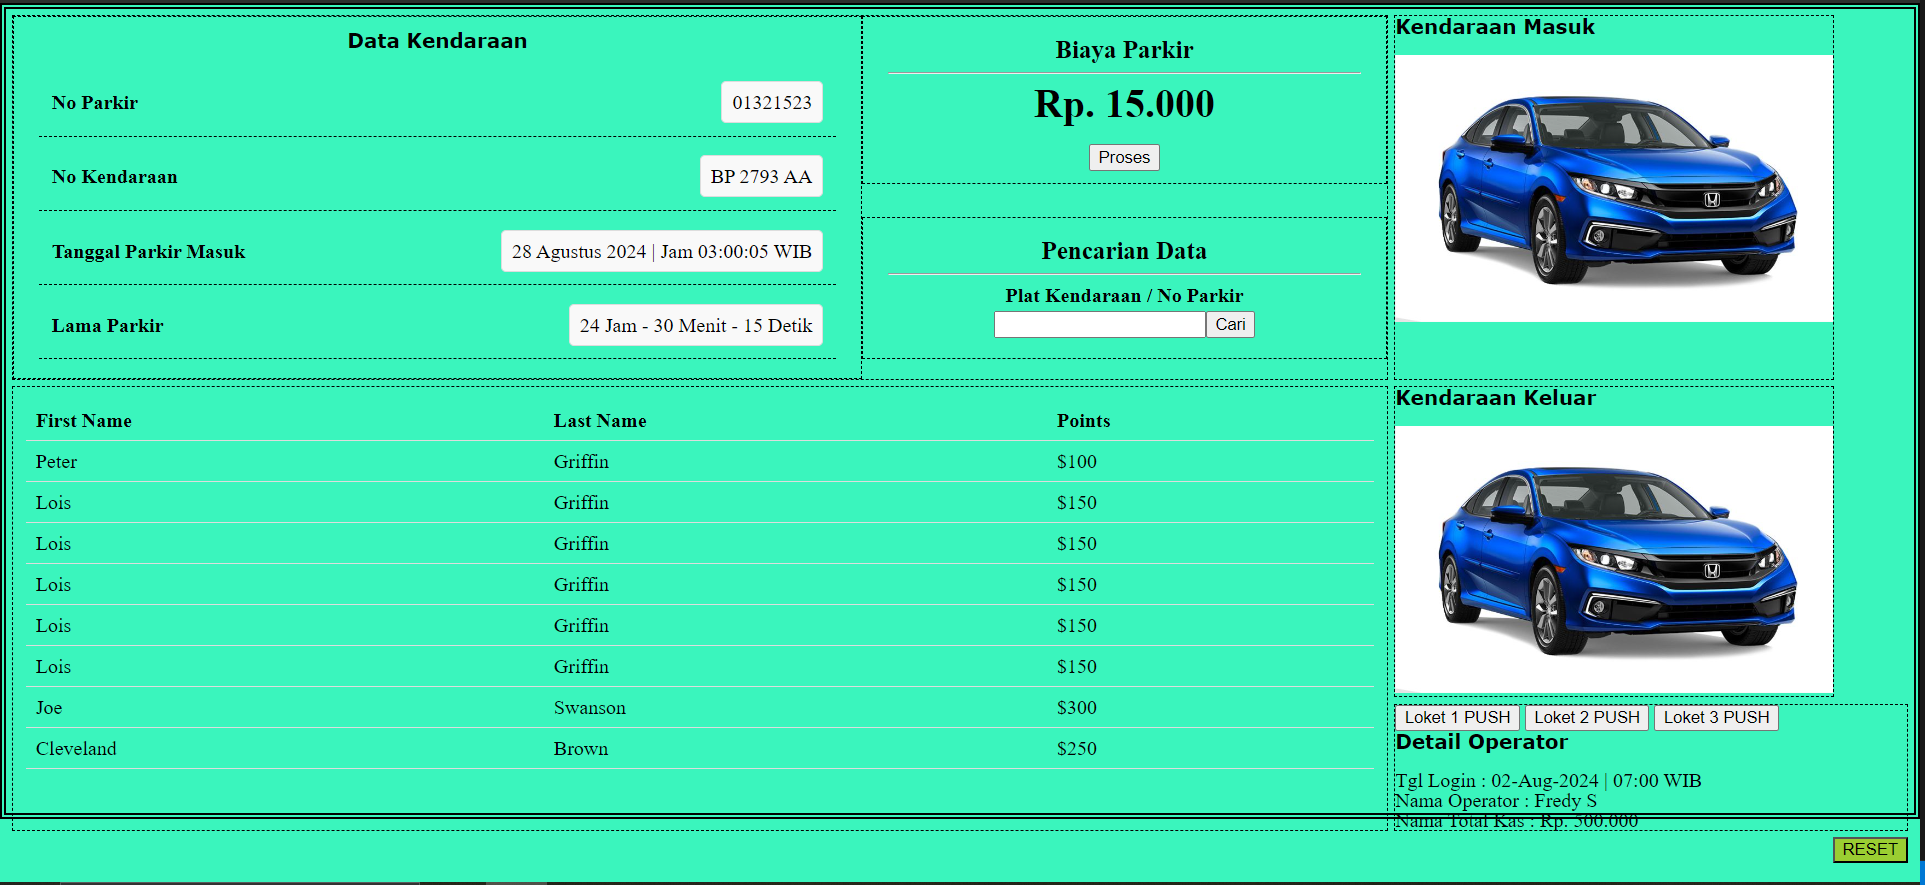 Data Kendaraan
No Parkir 01321523
No Kendaraan BP 2793 AA
Tanggal Parkir Masuk 28 Agustus 2024 | Jam 03:00:05 WIB
Lama Parkir 24 Jam - 30 Menit - 15 Detik
Biaya Parkir
Rp. 15.000
Proses
Pencarian Data
Plat Kendaraan / No Parkir
Cari
Kendaraan Masuk
First Name Last Name Points
Peter Griffin $100
Lois Griffin $150
Lois Griffin $150
Lois Griffin $150
Lois Griffin $150
Lois Griffin $150
Joe Swanson $300
Cleveland Brown $250
Kendaraan Keluar
Loket 1 PUSH Loket 2 PUSH Loket 3 PUSH
Detail Operator
Tgl Login : 02-Aug-2024 | 07:00 WIB
Nama Operator : Fredy S
Nama Total Kas : Rp. 500.000
RESET